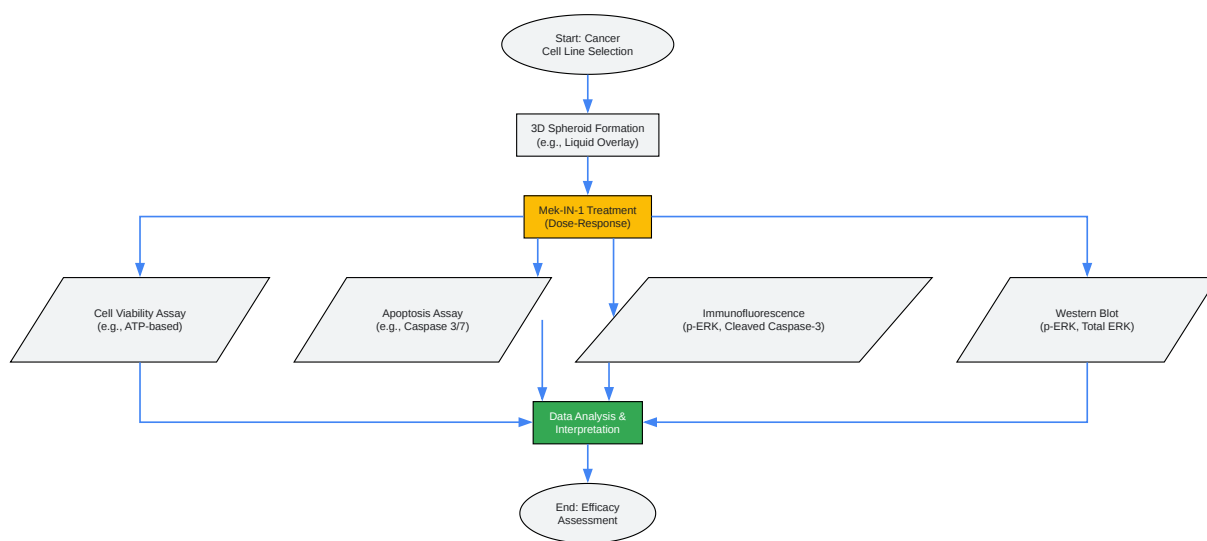 Start: Cancer
Cell Line Selection
3D Spheroid Formation
(e.g., Liquid Overlay)
Mek-IN-1 Treatment
(Dose-Response)
Cell Viability Assay
(e.g., ATP-based)
Apoptosis Assay
(e.g., Caspase 3/7)
Immunofluorescence
(p-ERK, Cleaved Caspase-3)
Western Blot
(p-ERK, Total ERK)
Data Analysis &
Interpretation
End: Efficacy
Assessment